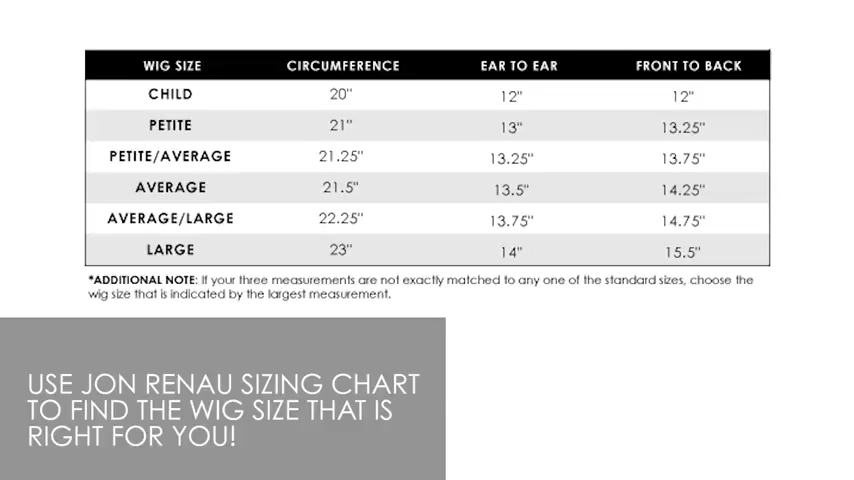 WIG SIZE CIRCUMFERENCE EAR TO EAR FRONT TO BACK
CHILD 20" 12" 12"
PETITE 21" 13" 13.25"
PETITE/AVERAGE 21.25" 13.25" 13.75"
AVERAGE 21.5" 13.5" 14.25"
AVERAGE/LARGE 22.25" 13.75" 14.75"
LARGE 23" 14" 15.5"
*ADDITIONAL NOTE: If your three measurements are not exactly matched to any one of the standard sizes, choose the
wig size that is indicated by the largest measurement.
USE JON RENAU SIZING CHART
TO FIND THE WIG SIZE THAT IS
RIGHT FOR YOU!